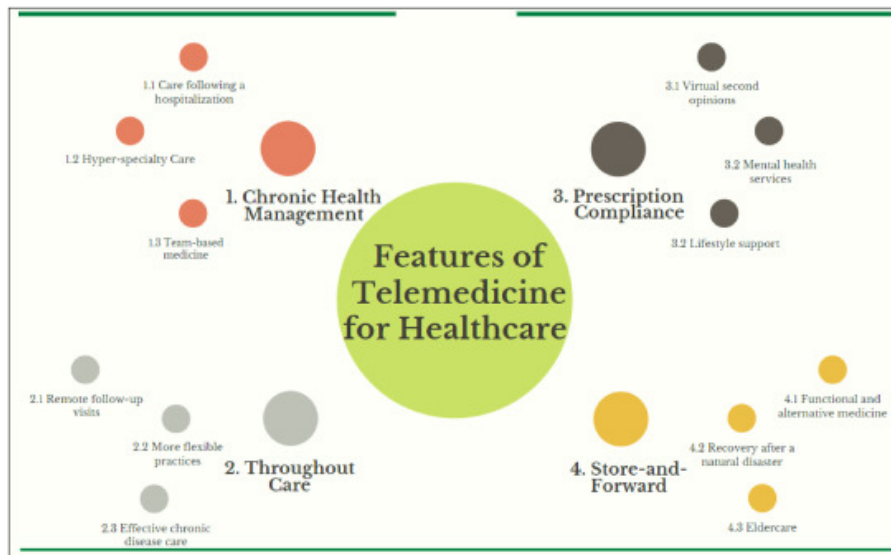 Features of
Telemedicine
for Healthcare
1. Chronic Health
Management
1.1 Care following a
hospitalization
1.2 Hyper-specialty Care
1.3 Team-based
medicine
2. Throughout
Care
2.1 Remote follow-up
visits
2.2 More flexible
practices
2.3 Effective chronic
disease care
3. Prescription
Compliance
3.1 Virtual second
opinions
3.2 Mental health
services
3.2 Lifestyle support
4. Store-and-
Forward
4.1 Functional and
alternative medicine
4.2 Recovery after a
natural disaster
4.3 Eldercare